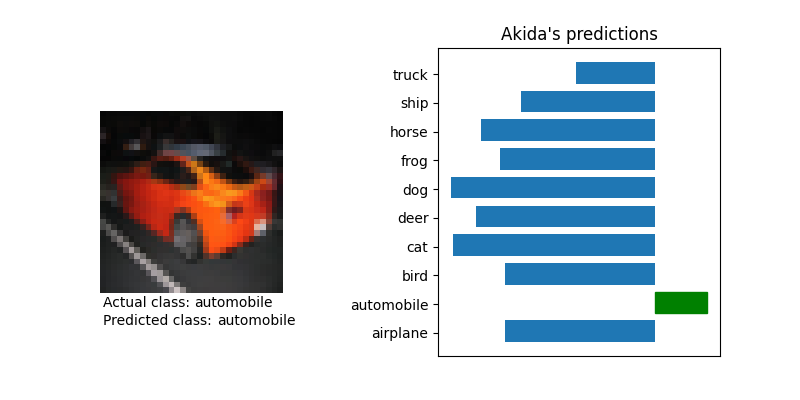 Akida's predictions
truck
ship
horse
frog
dog
deer
cat
bird
automobile
airplane
Actual class: automobile
Predicted class: automobile